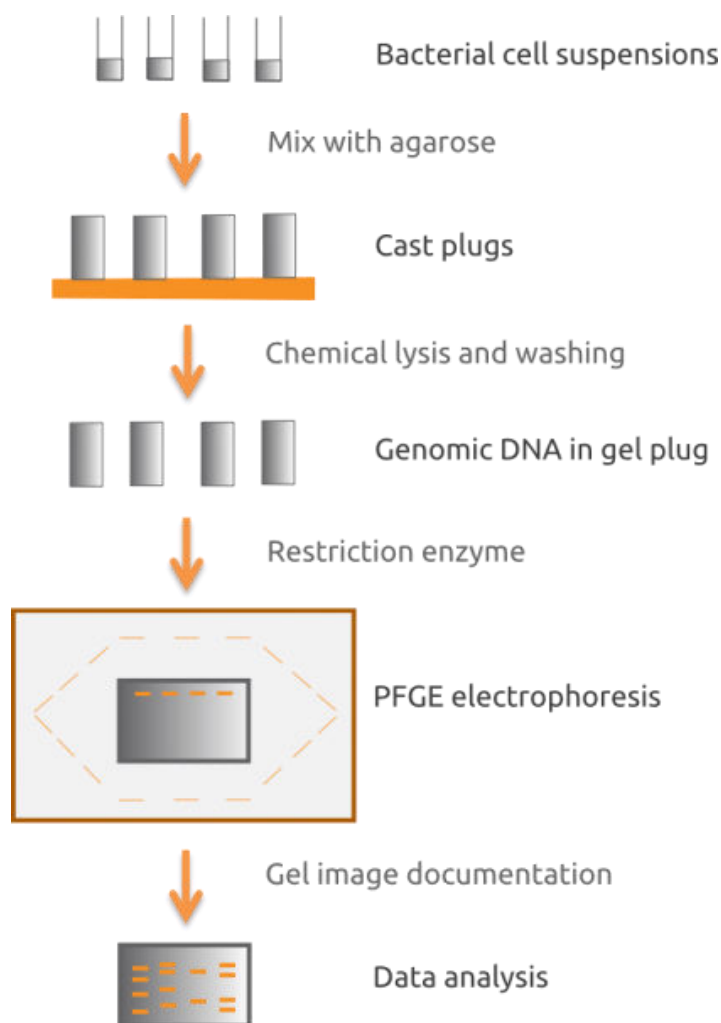 Bacterial cell suspensions
Mix with agarose
Cast plugs
Chemical lysis and washing
Genomic DNA in gel plug
Restriction enzyme
PFGE electrophoresis
Gel image documentation
Data analysis